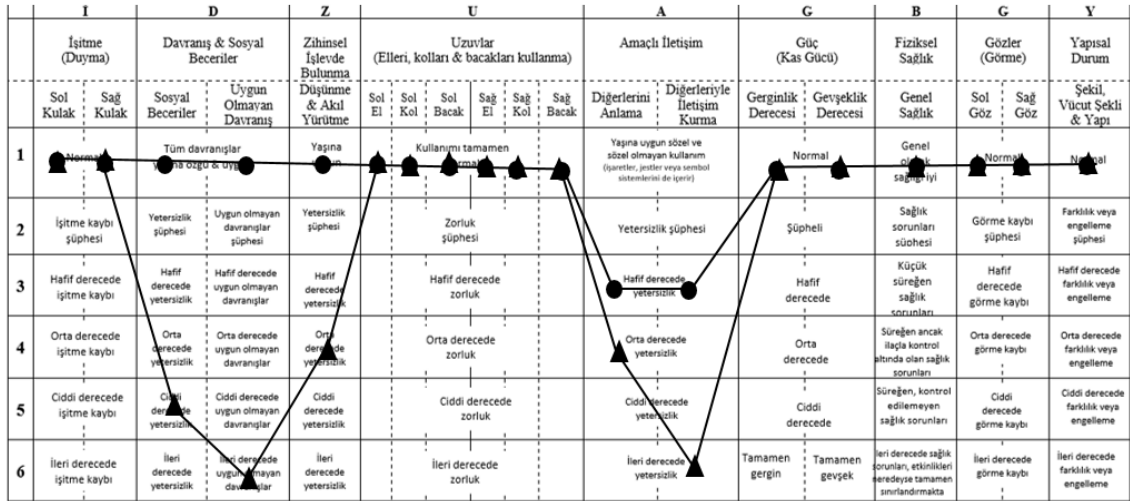 I
D
Z
U
A
G
B
G
Y
İşitme
(Duyma)
Davranış & Sosyal
Beceriler
Zihinsel
İşlevde
Bulunma
Uzuvlar
(Elleri, kolları & bacakları kullanma)
Amaçlı İletişim
Güç
(Kas Gücü)
Fiziksel
Sağlık
Gözler
(Görme)
Yapısal
Durum
Sol
Kulak
Sağ
Kulak
Sosyal
Beceriler
Uygun
Olmayan
Davranış
Düşünme
& Akıl
Yürütme
Sol
El
Sol
Kol
Sol
Bacak
Sağ
El
Sağ
Kol
Sağ
Bacak
Diğerlerini
Anlama
Diğerleriyle
İletişim
Kurma
Gerginlik
Derecesi
Gevşeklik
Derecesi
Genel
Sağlık
Sol
Göz
Sağ
Göz
Şekil,
Vücut Şekli
& Yapı
1
Normal
Tüm davranışlar
özgü &
Yaşına
Kullanımı tamamen
Yaşına uygun sözel ve
sözel olmayan kullanım
(işaretler, jestler veya sembol
sistemlerini de içerir)
Normal
Genel
Normal
Normal
2
İşitme kaybı
şüphesi
Yetersizlik
şüphesi
Uygun olmayan
davranışlar
şüphesi
Yetersizlik
şüphesi
Zorluk
şüphesi
Yetersizlik şüphesi
Şüpheli
Sağlık
sorunları
Görme kaybı
şüphesi
Farklılık veya
engelleme
şüphesi
3
Hafif derecede
işitme kaybı
Hafif
derecede
yetersizlik
Hafif derecede
uygun olmayan
davranışlar
Hafif
derecede
yetersizlik
Hafif derecede
zorluk
Hafif derecede
yetersizlik
Hafif
derecede
Küçük
süreğen
sağlık
sorunları
Hafif
derecede
görme kaybı
Hafif derecede
farklılık veya
engelleme
4
Orta derecede
işitme kaybı
Orta
derecede
yetersizlik
Orta derecede
uygun olmayan
davranışlar
Orta
derecede
yetersizlik
Orta derecede
zorluk
Orta derecede
yetersizlik
Orta
derecede
Süreğen ancak
ilaçla kontrol
altında olan sağlık
sorunları
Orta derecede
görme kaybı
Orta derecede
farklılık veya
engelleme
5
Ciddi derecede
işitme kaybı
Ciddi
derecede
yetersizlik
Ciddi derecede
uygun olmayan
davranışlar
Ciddi
derecede
yetersizlik
Ciddi derecede
zorluk
Ciddi derecede
yetersizlik
Ciddi
derecede
Süreğen, kontrol
edilemeyen
sağlık sorunları
Ciddi
derecede
görme kaybı
Ciddi derecede
farklılık veya
engelleme
6
İleri derecede
işitme kaybı
İleri
derecede
yetersizlik
İleri derecede
uygun olmayan
davranışlar
İleri
derecede
yetersizlik
İleri derecede
zorluk
İleri derecede
yetersizlik
Tamamen
gergin
Tamamen
gevşek
İleri derecede sağlık
sorunları, etkinlikleri
neredeyse tamamen
sınırlandırmakta
İleri derecede
görme kaybı
İleri derecede
farklılık veya
engelleme